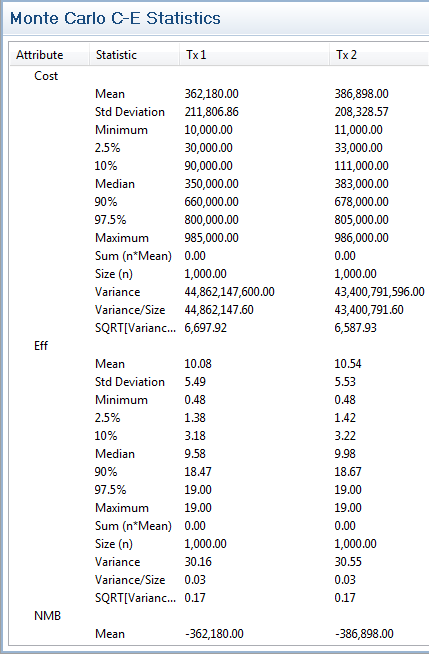 Monte Carlo C-E Statistics
Attribute Statistic Tx 1 Tx 2
Cost
Mean 362,180.00 386,898.00
Std Deviation 211,806.86 208,328.57
Minimum 10,000.00 11,000.00
2.5% 30,000.00 33,000.00
10% 90,000.00 111,000.00
Median 350,000.00 383,000.00
90% 660,000.00 678,000.00
97.5% 800,000.00 805,000.00
Maximum 985,000.00 986,000.00
Sum (n*Mean) 0.00 0.00
Size (n) 1,000.00 1,000.00
Variance 44,862,147,600.00 43,400,791,596.00
Variance/Size 44,862,147.60 43,400,791.60
SQRT[Varianc... 6,697.92 6,587.93
Eff
Mean 10.08 10.54
Std Deviation 5.49 5.53
Minimum 0.48 0.48
2.5% 1.38 1.42
10% 3.18 3.22
Median 9.58 9.98
90% 18.47 18.67
97.5% 19.00 19.00
Maximum 19.00 19.00
Sum (n*Mean) 0.00 0.00
Size (n) 1,000.00 1,000.00
Variance 30.16 30.55
Variance/Size 0.03 0.03
SQRT[Varianc... 0.17 0.17
NMB
Mean -362,180.00 -386,898.00